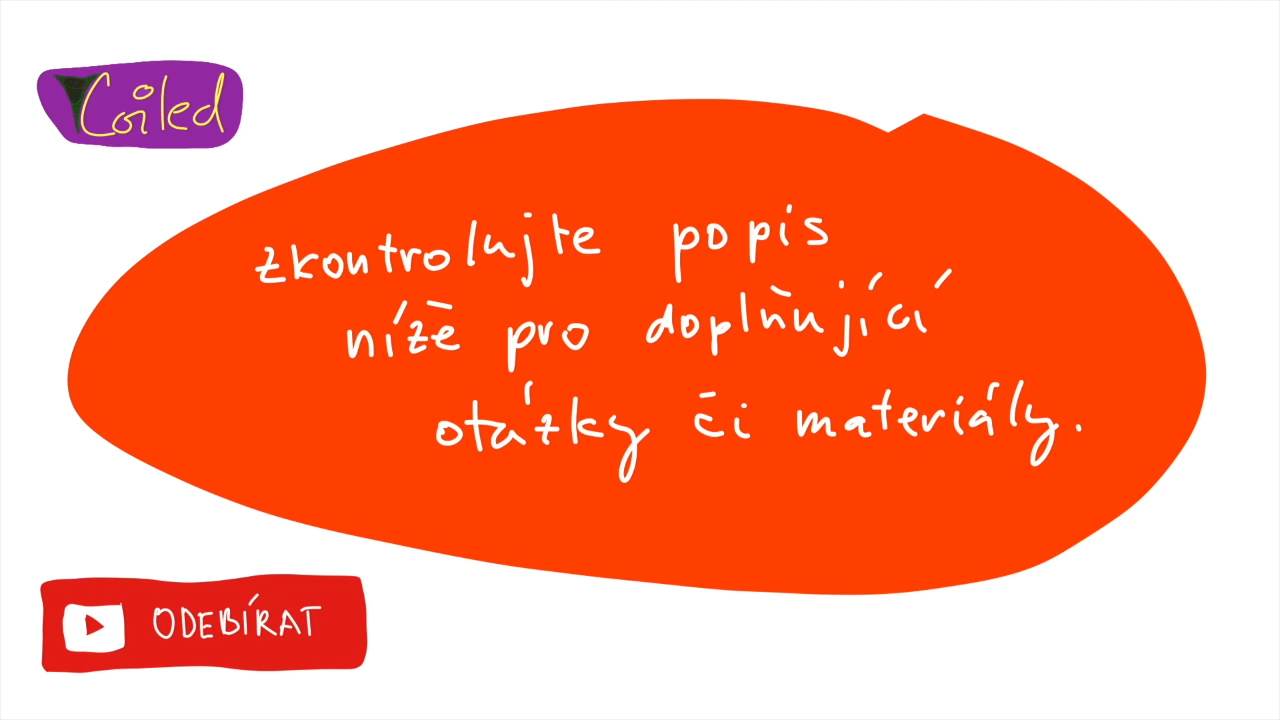 Coiled
zkontrolujte popis
níže pro doplňující
otázky či materiály.
ODEBÍRAT